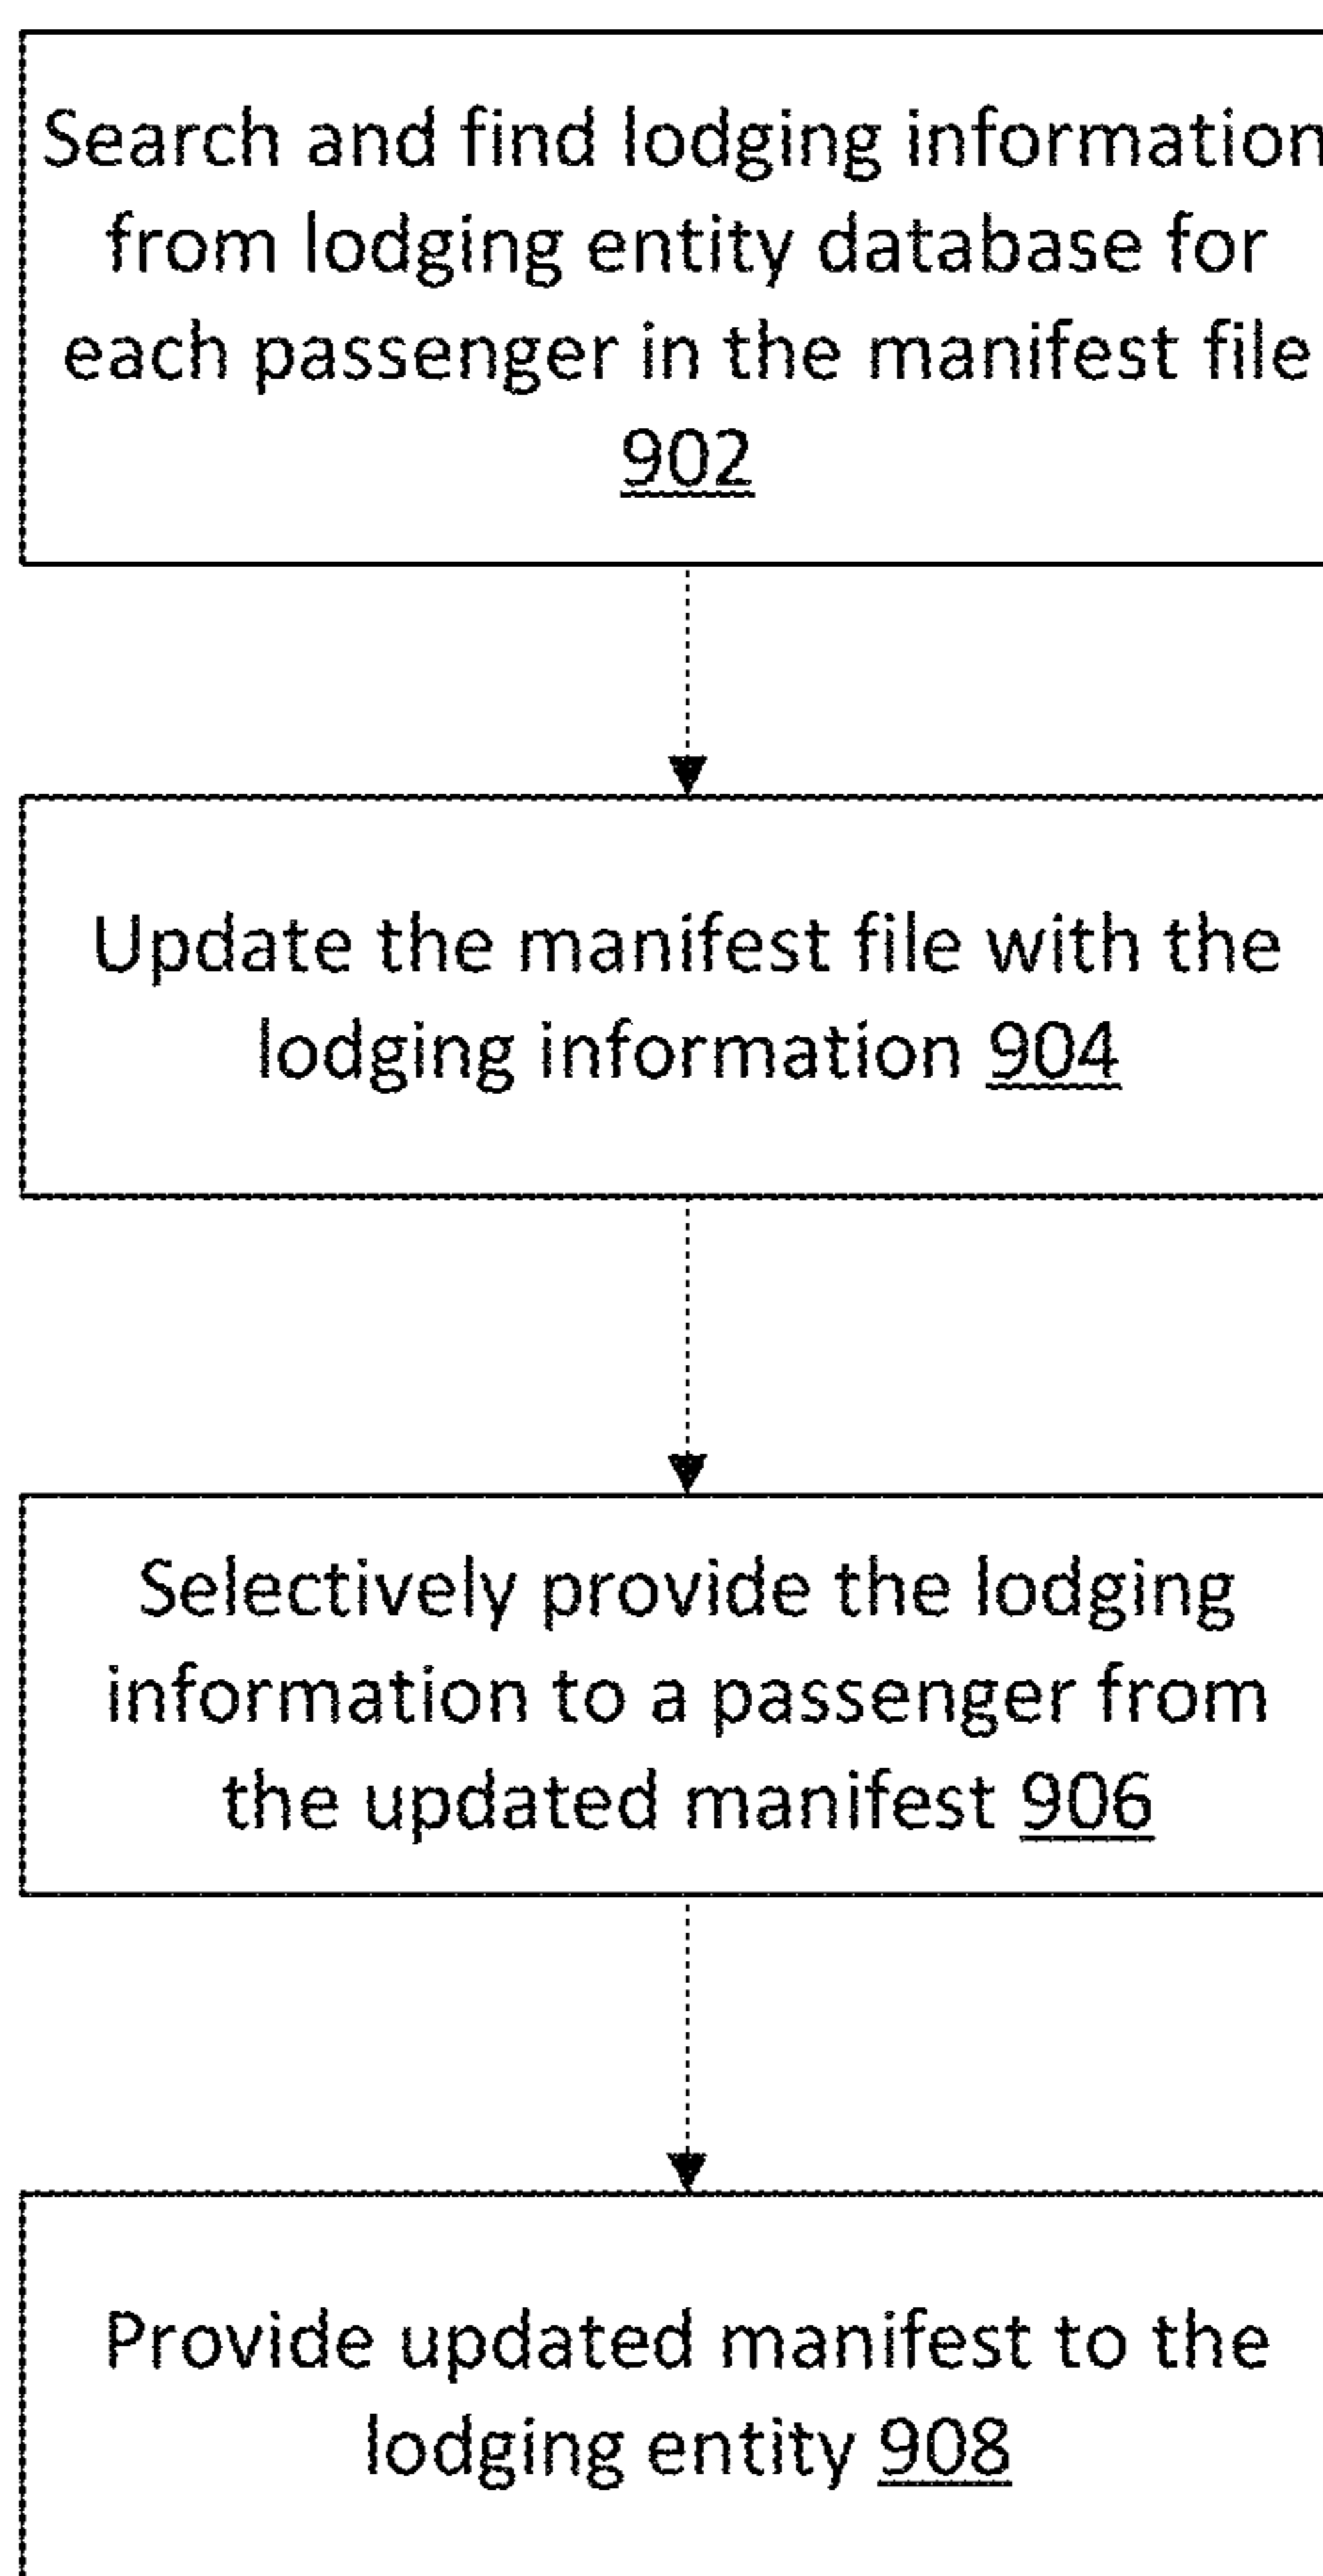 Search and find lodging information
from lodging entity database for
each passenger in the manifest file
902
Update the manifest file with the
lodging information 904
Selectively provide the lodging
information to a passenger from
the updated manifest 906
Provide updated manifest to the
lodging entity 908